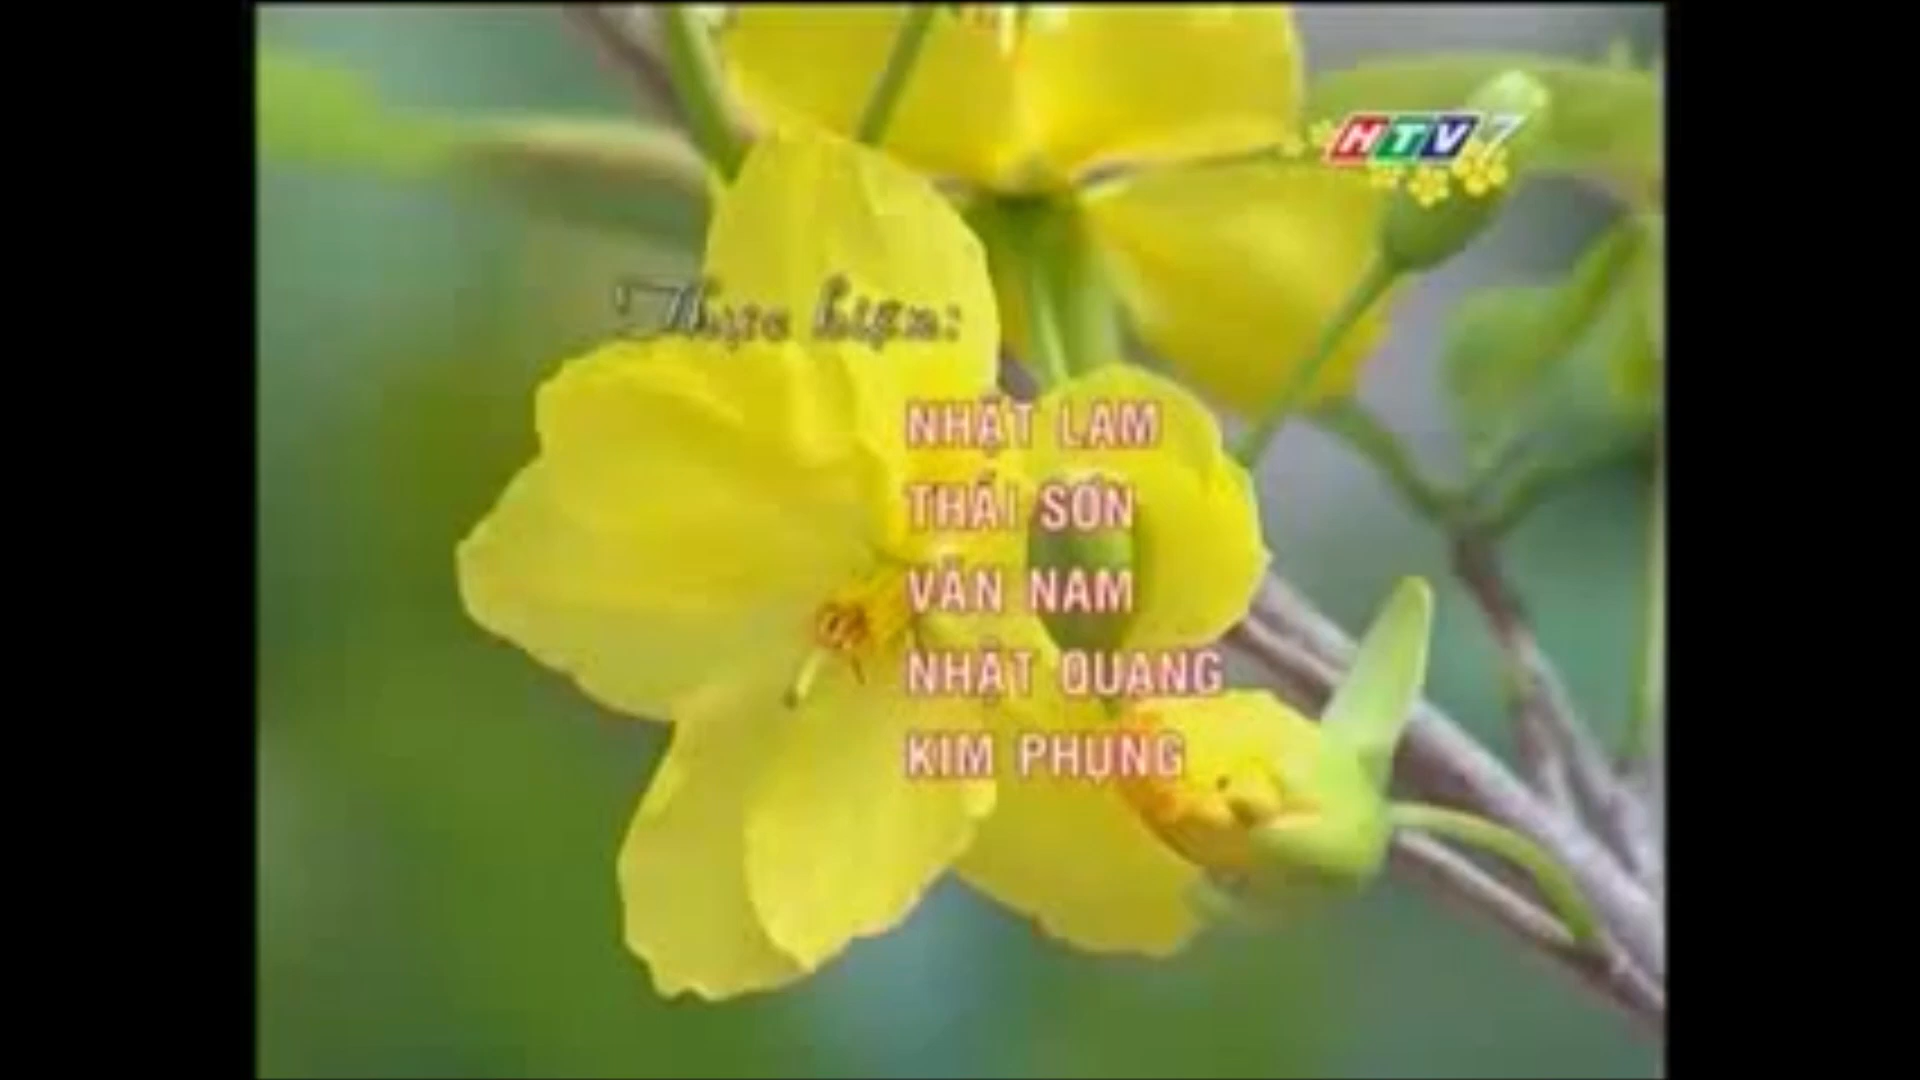 HTV7
Thực hiện:
NHẬT LAM
THÁI SƠN
VĂN NAM
NHẬT QUANG
KIM PHỤNG